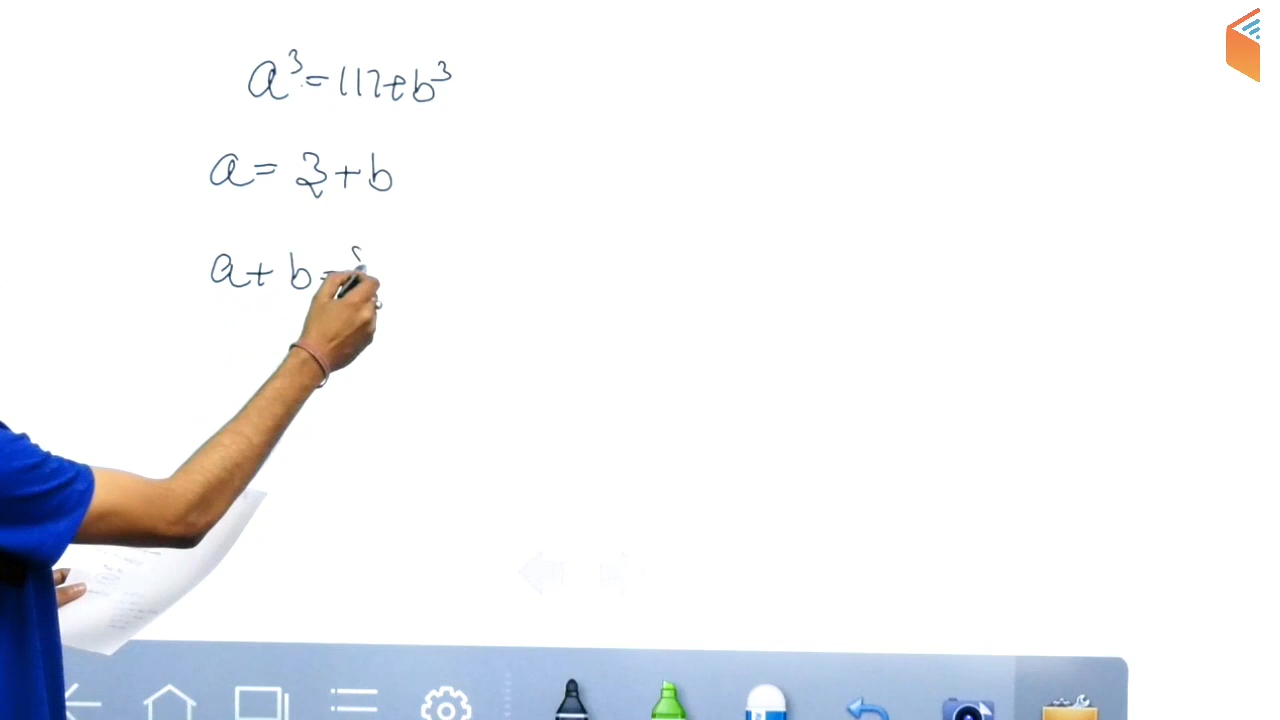 a³=117+b³
a= 3+b
a+ b=